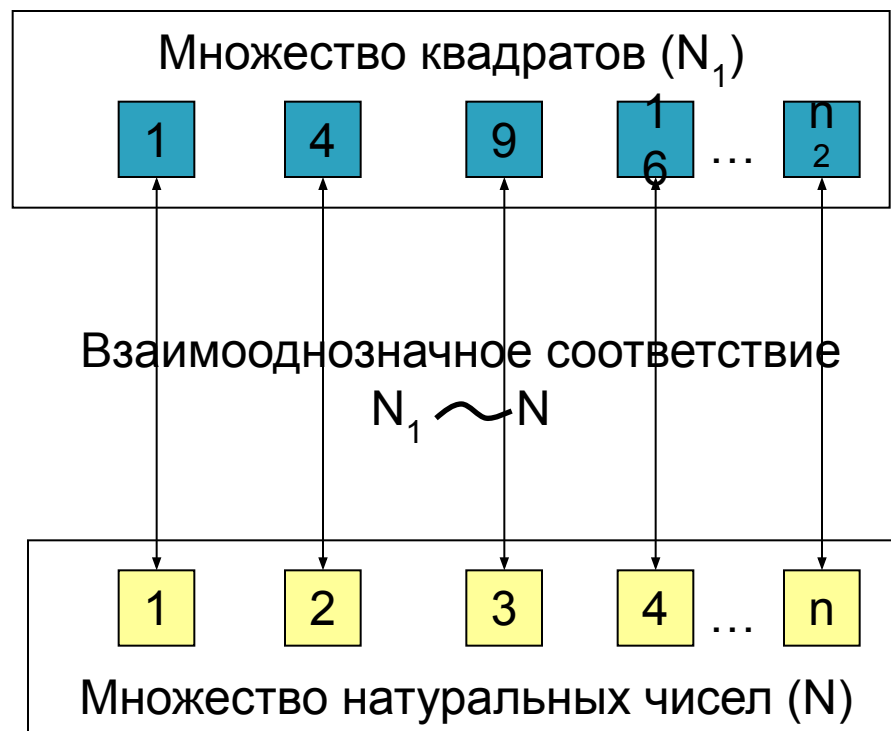 Множество квадратов (N₁)
1 4 9 16 … n²
Взаимооднозначное соответствие
N₁ ~ N
1 2 3 4 … n
Множество натуральных чисел (N)